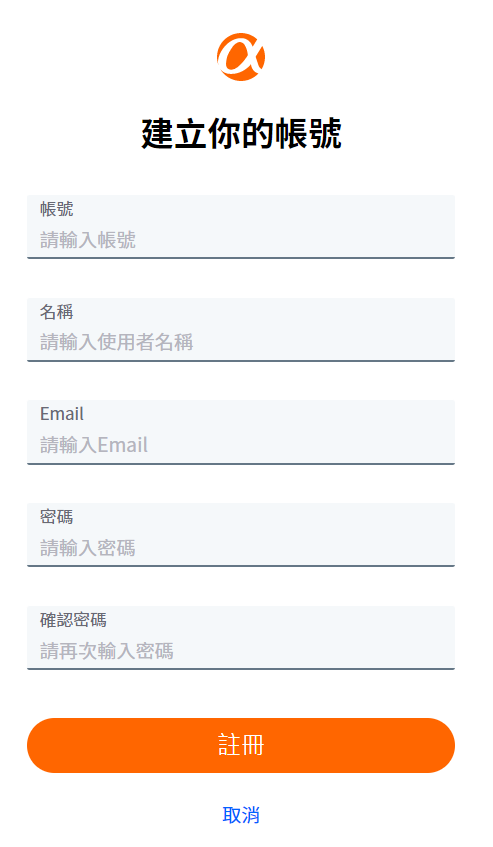 建立你的帳號
帳號
請輸入帳號
名稱
請輸入使用者名稱
Email
請輸入Email
密碼
請輸入密碼
確認密碼
請再次輸入密碼
註冊
取消